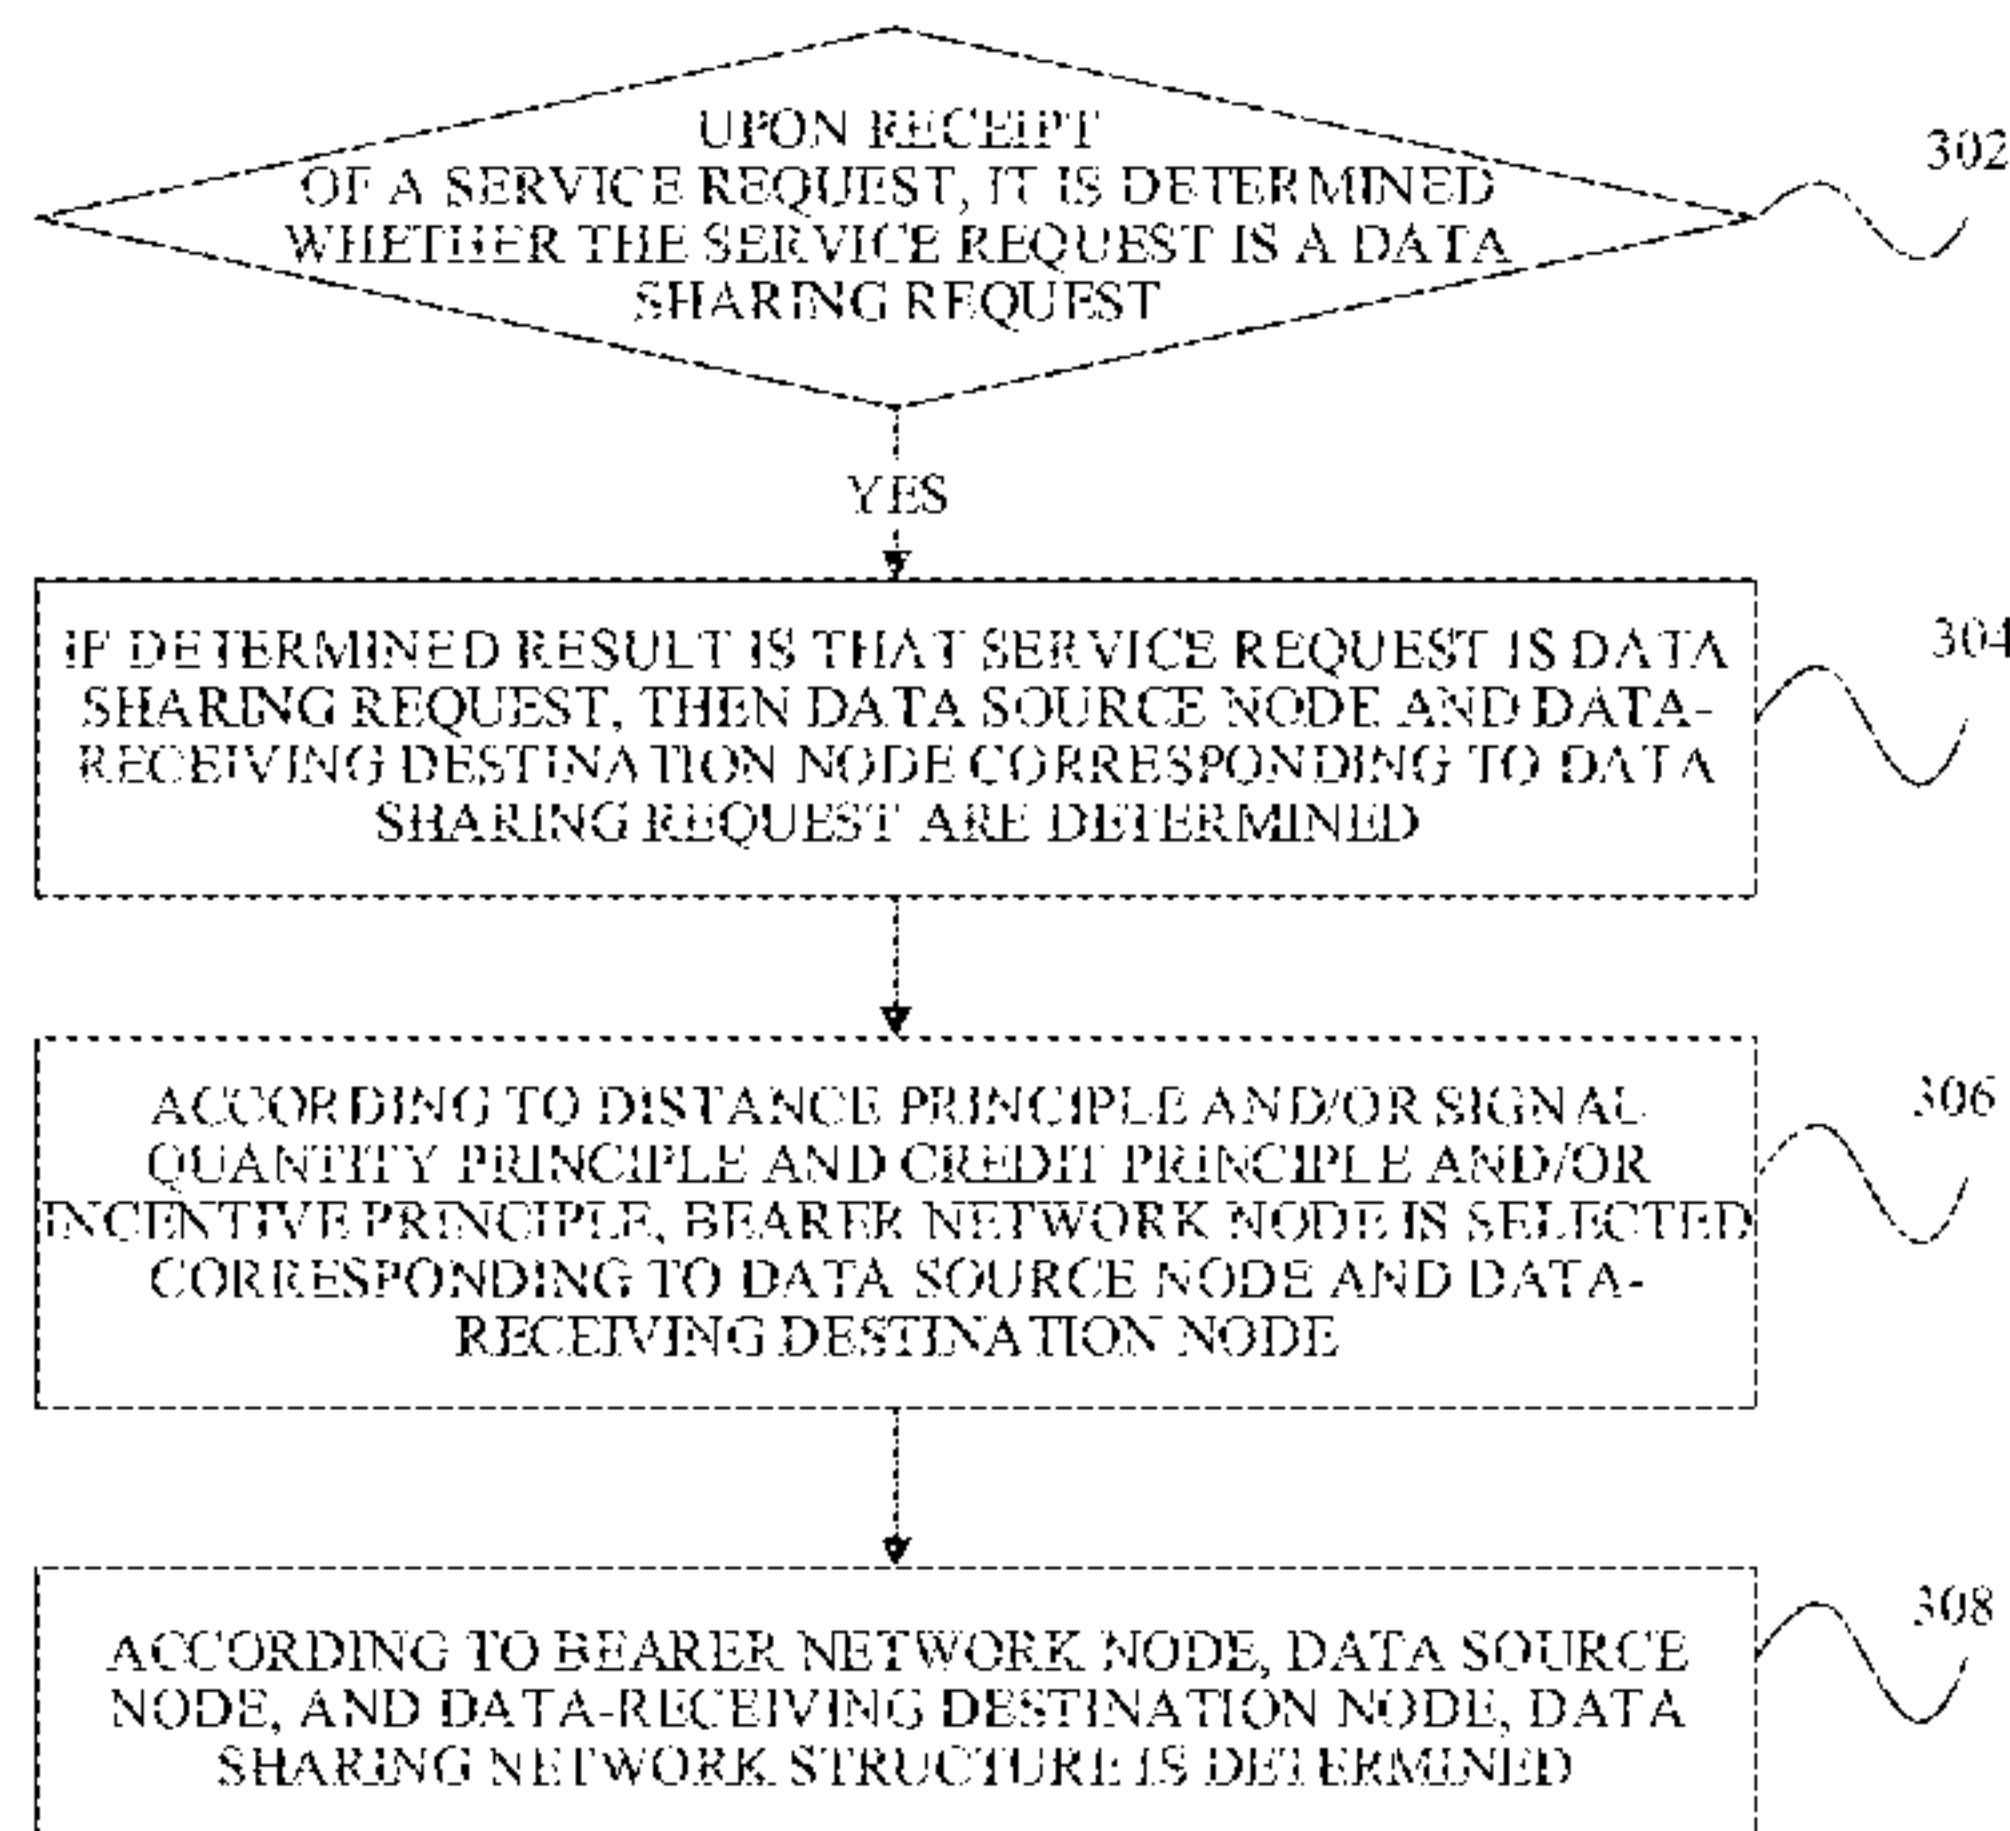 UPON RECEIPT
OF A SERVICE REQUEST, IT IS DETERMINED
WHETHER THE SERVICE REQUEST IS A DATA
SHARING REQUEST
302
YES
IF DETERMINED RESULT IS THAT SERVICE REQUEST IS DATA
SHARING REQUEST, THEN DATA SOURCE NODE AND DATA-
RECEIVING DESTINATION NODE CORRESPONDING TO DATA
SHARING REQUEST ARE DETERMINED
304
ACCORDING TO DISTANCE PRINCIPLE AND/OR SIGNAL
QUANTITY PRINCIPLE AND CREDIT PRINCIPLE AND/OR
INCENTIVE PRINCIPLE, BEARER NETWORK NODE IS SELECTED
CORRESPONDING TO DATA SOURCE NODE AND DATA-
RECEIVING DESTINATION NODE
306
ACCORDING TO BEARER NETWORK NODE, DATA SOURCE
NODE, AND DATA-RECEIVING DESTINATION NODE, DATA
SHARING NETWORK STRUCTURE IS DETERMINED
308